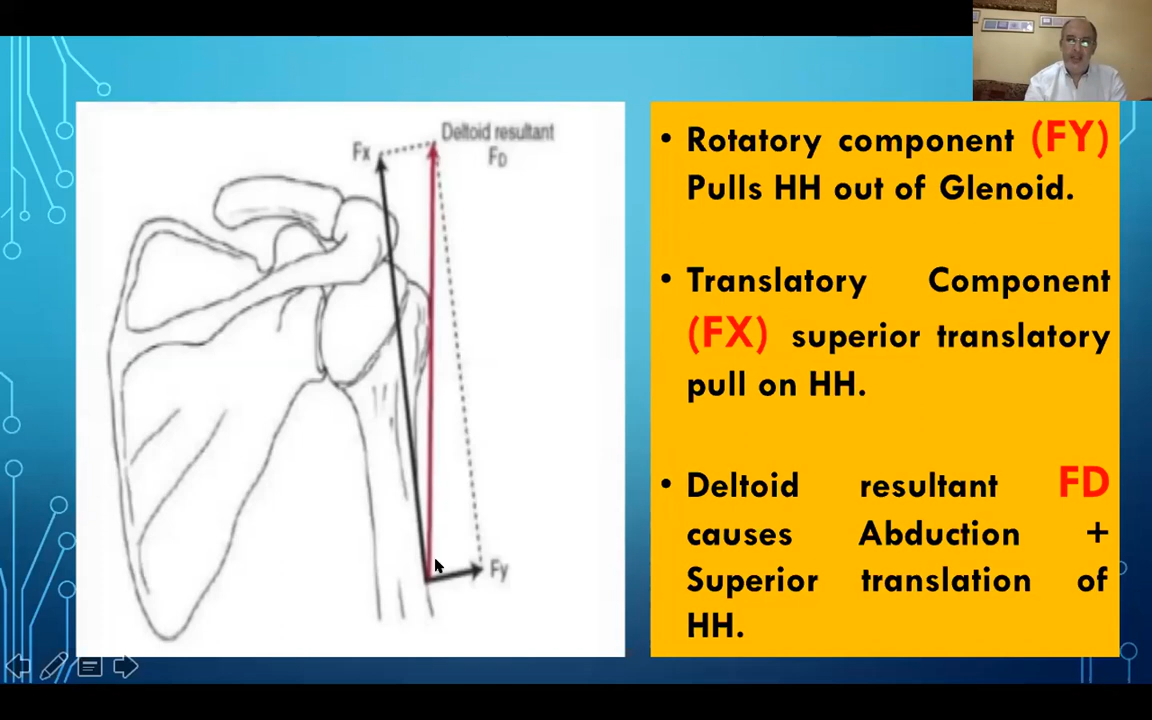 Deltoid resultant
Fx
FD
Fy
• Rotatory component (FY)
Pulls HH out of Glenoid.
• Translatory Component
(FX) superior translatory
pull on HH.
• Deltoid resultant FD
causes Abduction +
Superior translation of
HH.